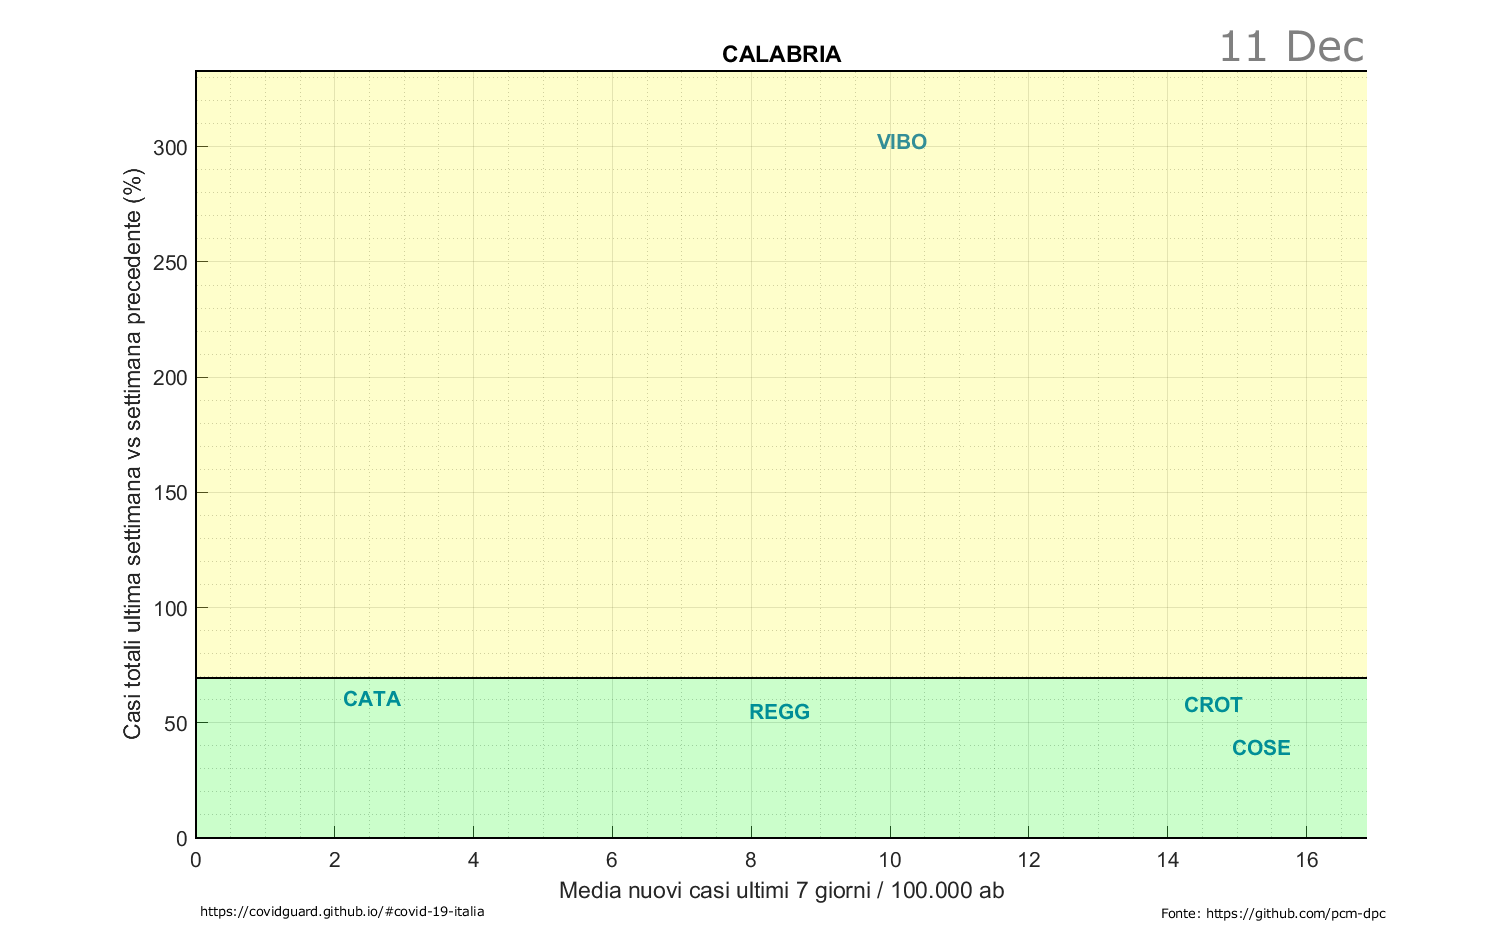 CALABRIA
11 Dec
Casi totali ultima settimana vs settimana precedente (%)
300
250
200
150
100
50
0
VIBO
CATA
REGG
CROT
COSE
0 2 4 6 8 10 12 14 16
Media nuovi casi ultimi 7 giorni / 100.000 ab
https://covidguard.github.io/#covid-19-italia
Fonte: https://github.com/pcm-dpc